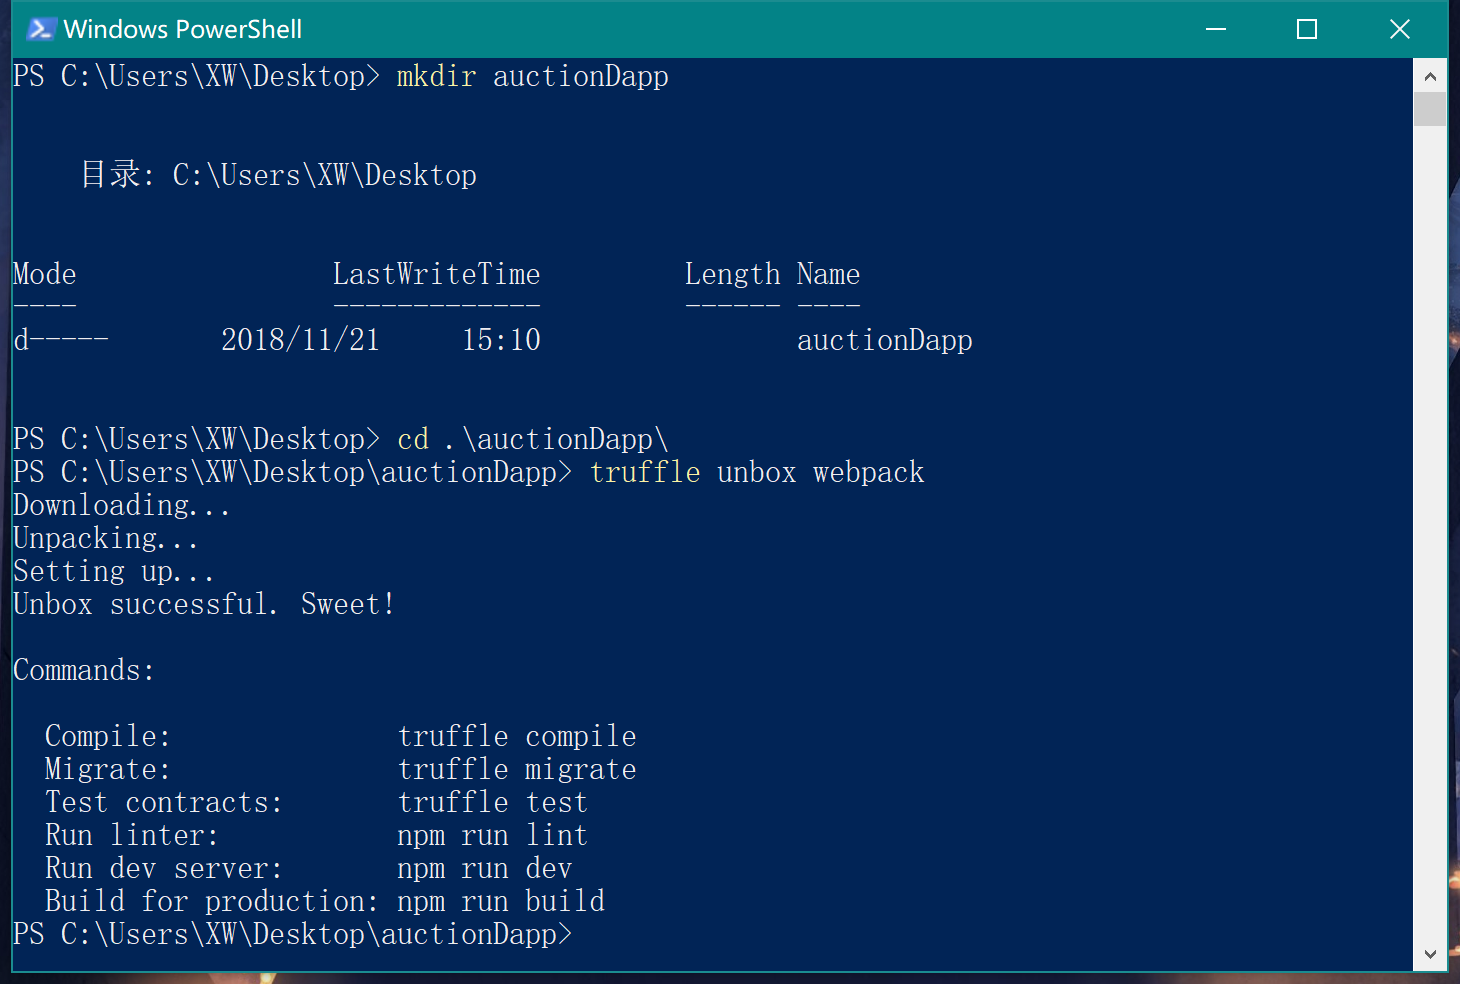 Windows PowerShell
PS C:\Users\XW\Desktop> mkdir auctionDapp
目录: C:\Users\XW\Desktop
Mode                LastWriteTime         Length Name
----                -------------         ------ ----
d-----       2018/11/21     15:10                auctionDapp
PS C:\Users\XW\Desktop> cd .\auctionDapp\
PS C:\Users\XW\Desktop\auctionDapp> truffle unbox webpack
Downloading...
Unpacking...
Setting up...
Unbox successful. Sweet!
Commands:
Compile:              truffle compile
Migrate:              truffle migrate
Test contracts:       truffle test
Run linter:           npm run lint
Run dev server:       npm run dev
Build for production: npm run build
PS C:\Users\XW\Desktop\auctionDapp>